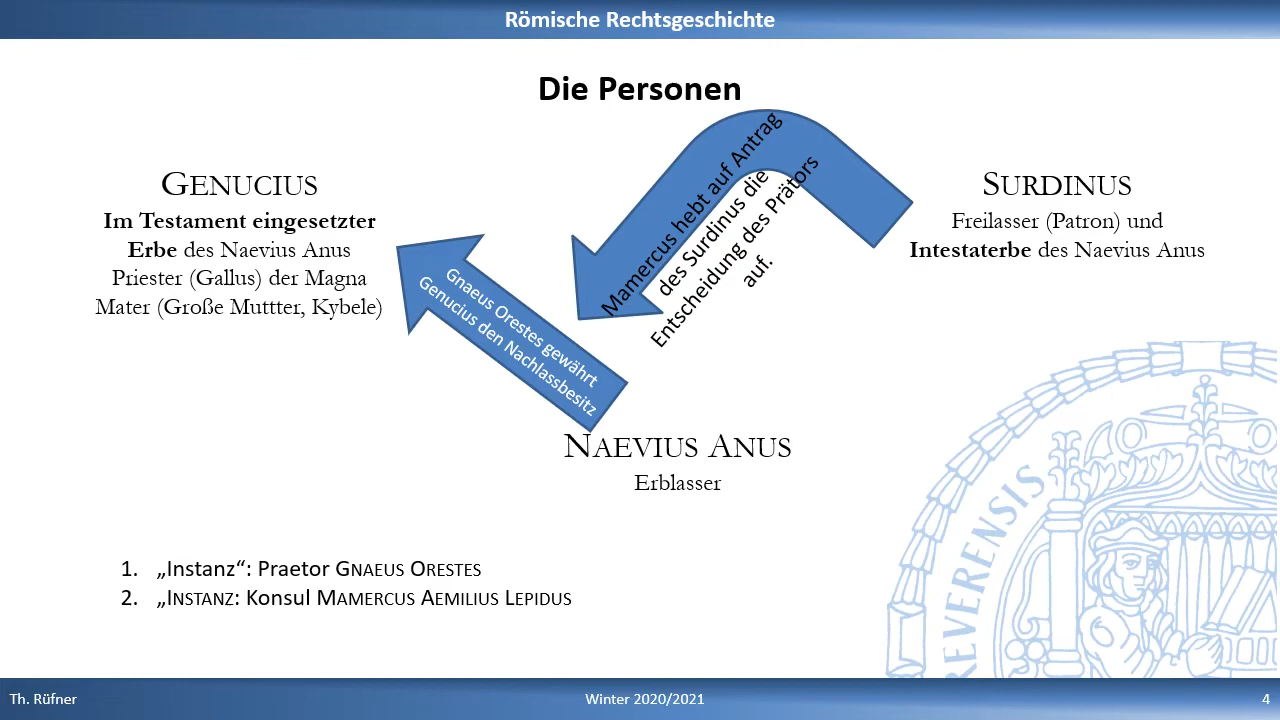 Römische Rechtsgeschichte
Die Personen
GENUCIUS
Im Testament eingesetzter
Erbe des Naevius Anus
Priester (Gallus) der Magna
Mater (Große Muttter, Kybele)
Mamercus hebt auf Antrag
des Surdinus die
Entscheidung des Prätors
auf.
SURDINUS
Freilasser (Patron) und
Intestaterbe des Naevius Anus
Gnaeus Orestes gewährt
Genucius den Nachlassbesitz
NAEVIUS ANUS
Erblasser
1. „Instanz“: Praetor GNAEUS ORESTES
2. „INSTANZ: Konsul MAMERCUS AEMILIUS LEPIDUS
REVERENSIS
Th. Rüfner
Winter 2020/2021
4